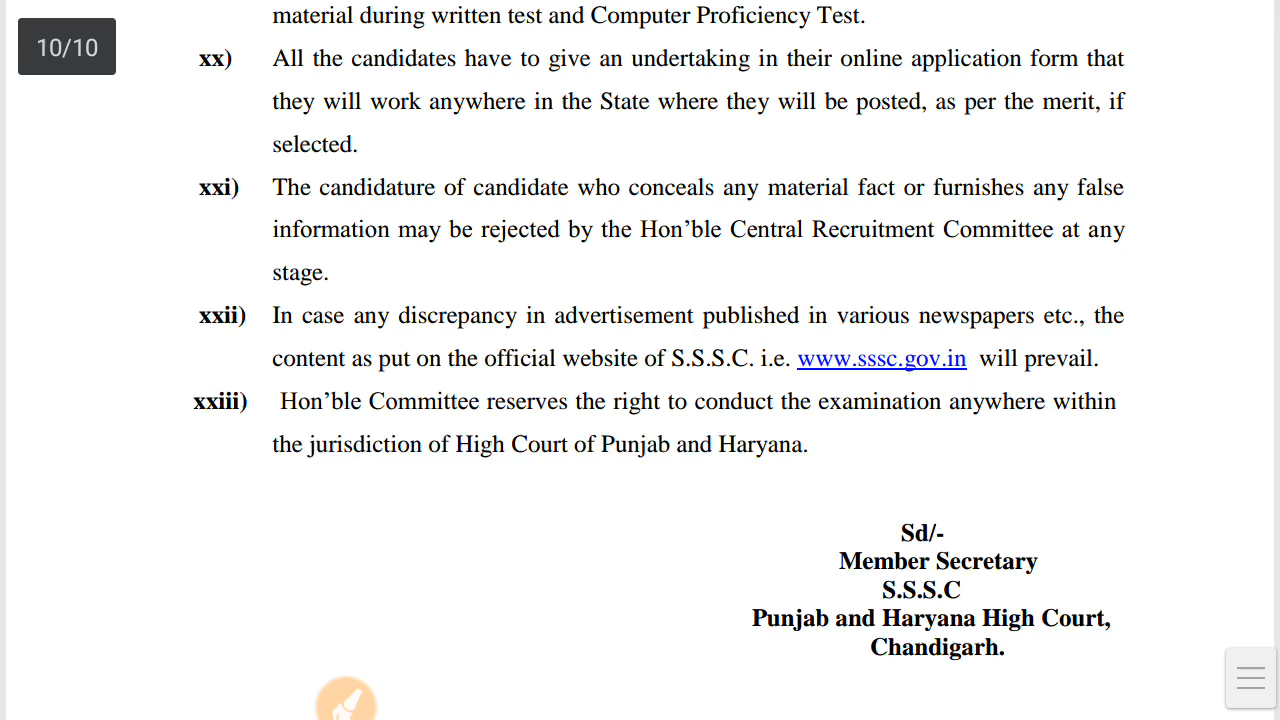 10/10
material during written test and Computer Proficiency Test.
xx) All the candidates have to give an undertaking in their online application form that
they will work anywhere in the State where they will be posted, as per the merit, if
selected.
xxi) The candidature of candidate who conceals any material fact or furnishes any false
information may be rejected by the Hon’ble Central Recruitment Committee at any
stage.
xxii) In case any discrepancy in advertisement published in various newspapers etc., the
content as put on the official website of S.S.S.C. i.e. www.sssc.gov.in will prevail.
xxiii) Hon’ble Committee reserves the right to conduct the examination anywhere within
the jurisdiction of High Court of Punjab and Haryana.
Sd/-
Member Secretary
S.S.S.C
Punjab and Haryana High Court,
Chandigarh.